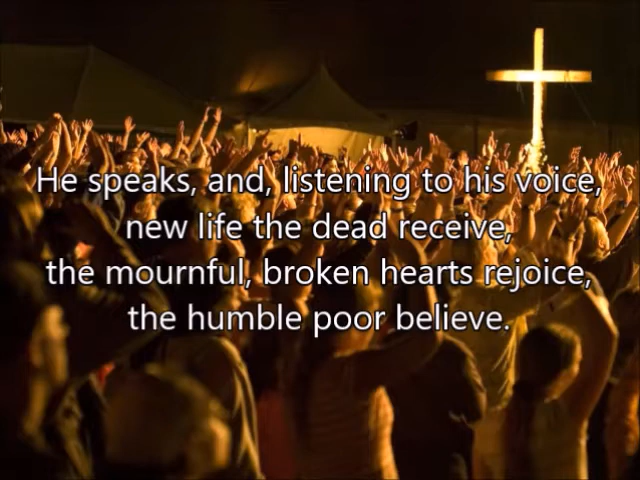 He speaks, and, listening to his voice,
new life the dead receive,
the mournful, broken hearts rejoice,
the humble poor believe.